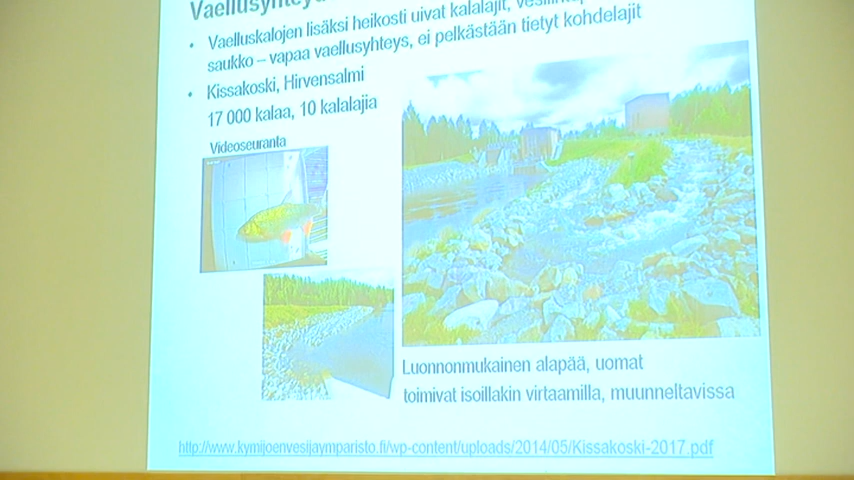 Vaelluskalojen lisäksi heikosti uivat kalalajit,
saukko – vapaa vaellusyhteys, ei pelkästään tietyt kohdelajit
Kissakoski, Hirvensalmi
17 000 kalaa, 10 kalalajia
Videoseuranta
Luonnonmukainen alapää, uomat
toimivat isoillakin virtaamilla, muunneltavissa
http://www.kymijoenvesijaymparisto.fi/wp-content/uploads/2014/05/Kissakoski-2017.pdf